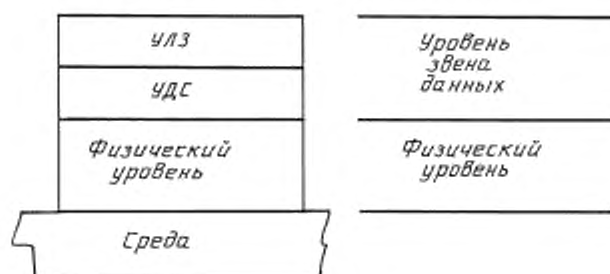 УЛЗ
УДС
Физический
уровень
Среда
Уровень
звена
данных
Физический
уровень